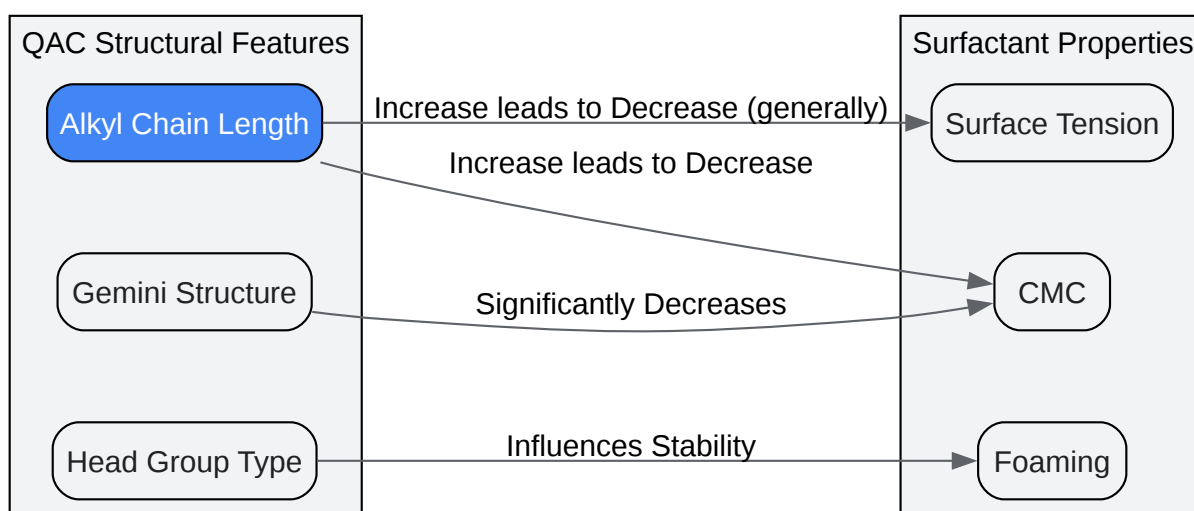 QAC Structural Features
Surfactant Properties
Alkyl Chain Length
Increase leads to Decrease (generally)
Surface Tension
Increase leads to Decrease
Gemini Structure
Significantly Decreases
CMC
Head Group Type
Influences Stability
Foaming